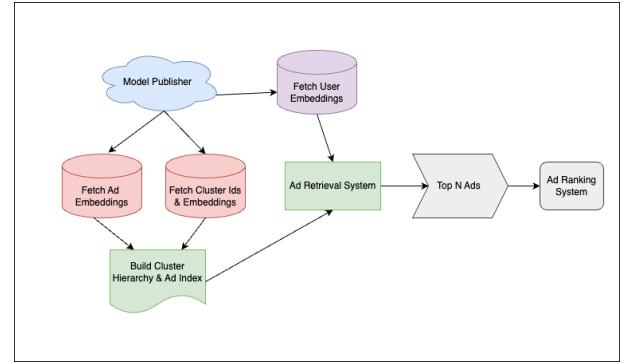 Model Publisher
Fetch User
Embeddings
Fetch Ad
Embeddings
Fetch Cluster Ids
& Embeddings
Ad Retrieval System
Top N Ads
Ad Ranking
System
Build Cluster
Hierarchy & Ad Index